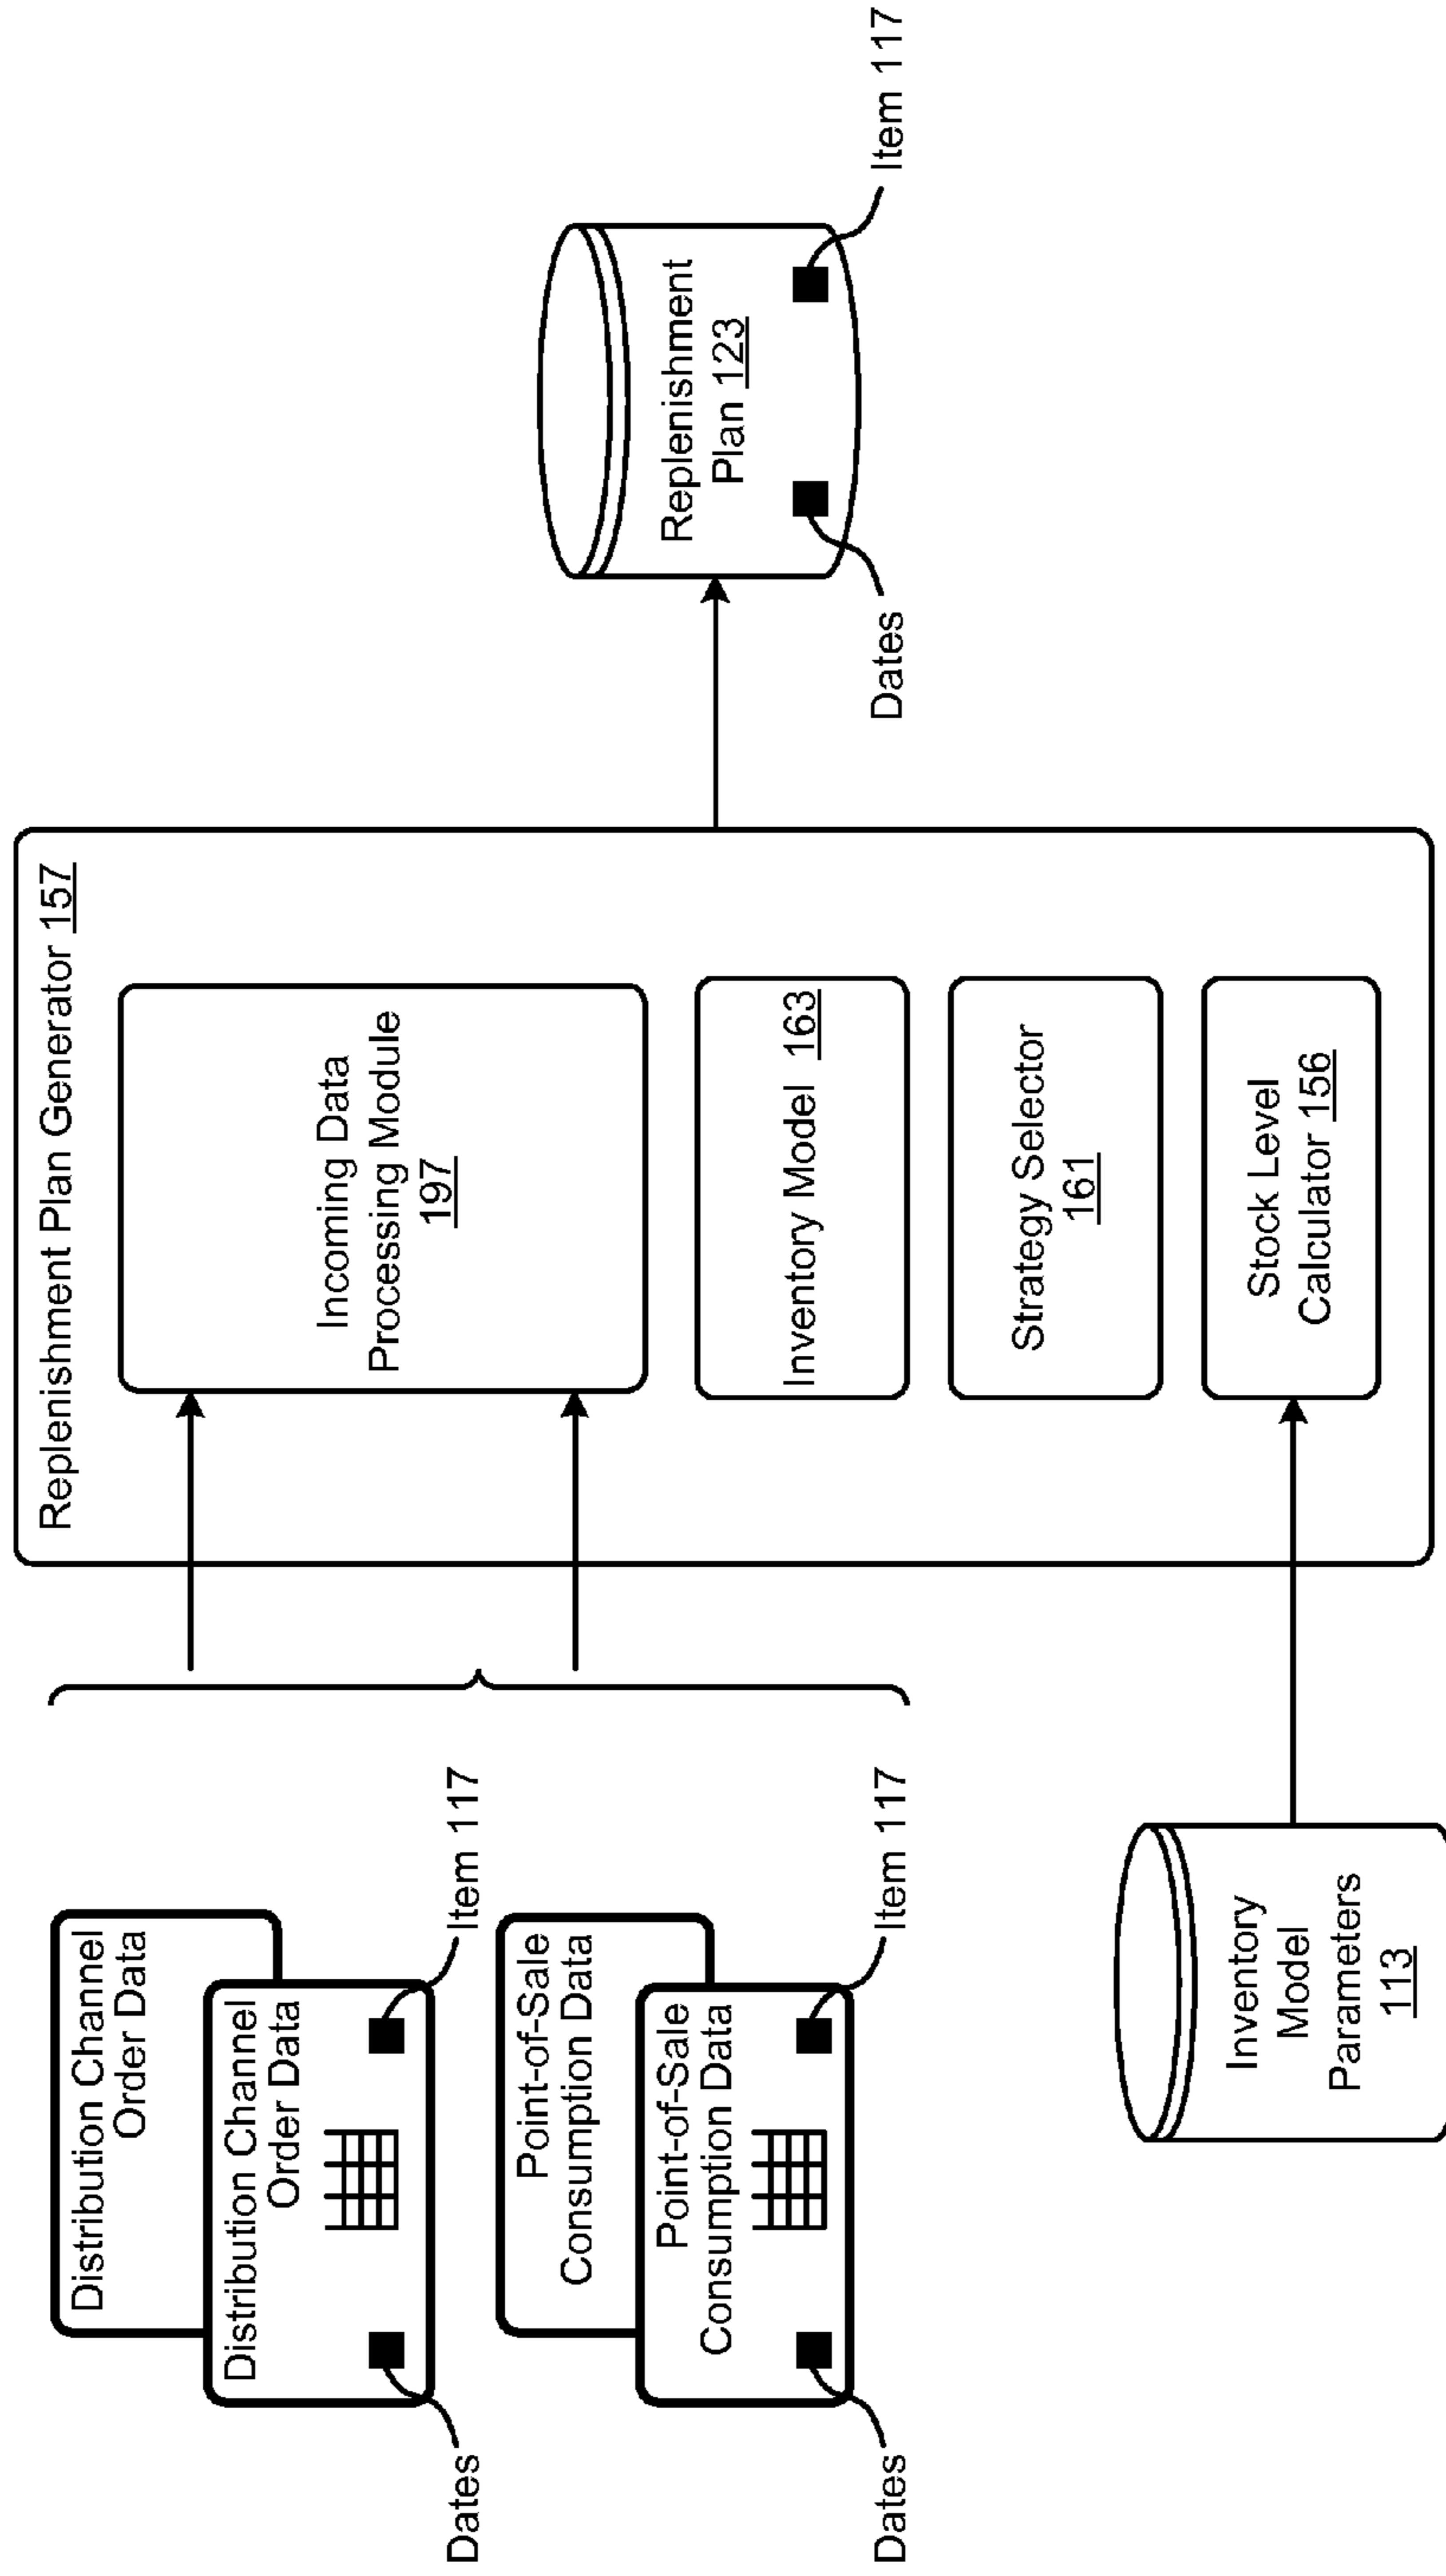 Distribution Channel
Order Data
Distribution Channel
Order Data
Dates
Item 117
Point-of-Sale
Consumption Data
Point-of-Sale
Consumption Data
Dates
Item 117
Inventory
Model
Parameters
113
Replenishment Plan Generator 157
Incoming Data
Processing Module
197
Inventory Model 163
Strategy Selector
161
Stock Level
Calculator 156
Replenishment
Plan 123
Dates
Item 117